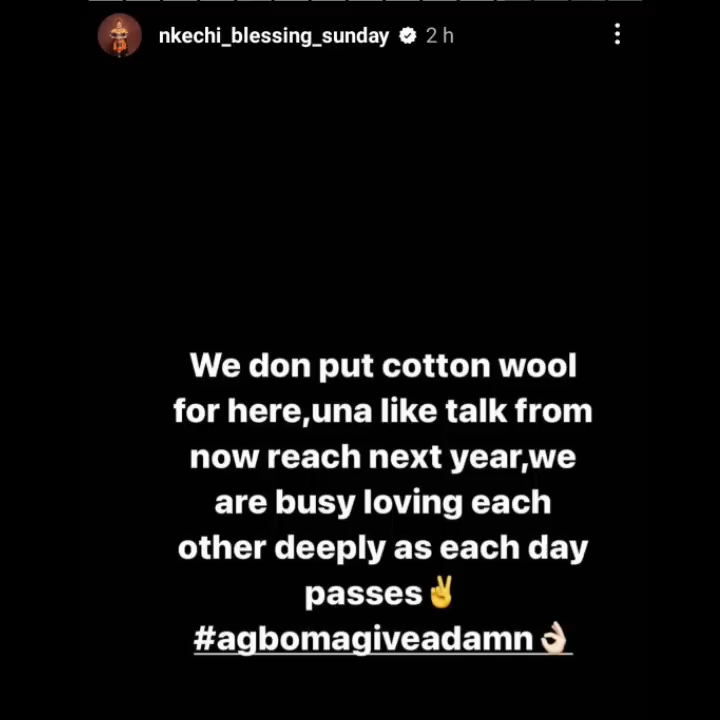 nkechi_blessing_sunday 2 h
We don put cotton wool
for here,una like talk from
now reach next year,we
are busy loving each
other deeply as each day
passes✌️
#agbomagiveadamn👌🏻